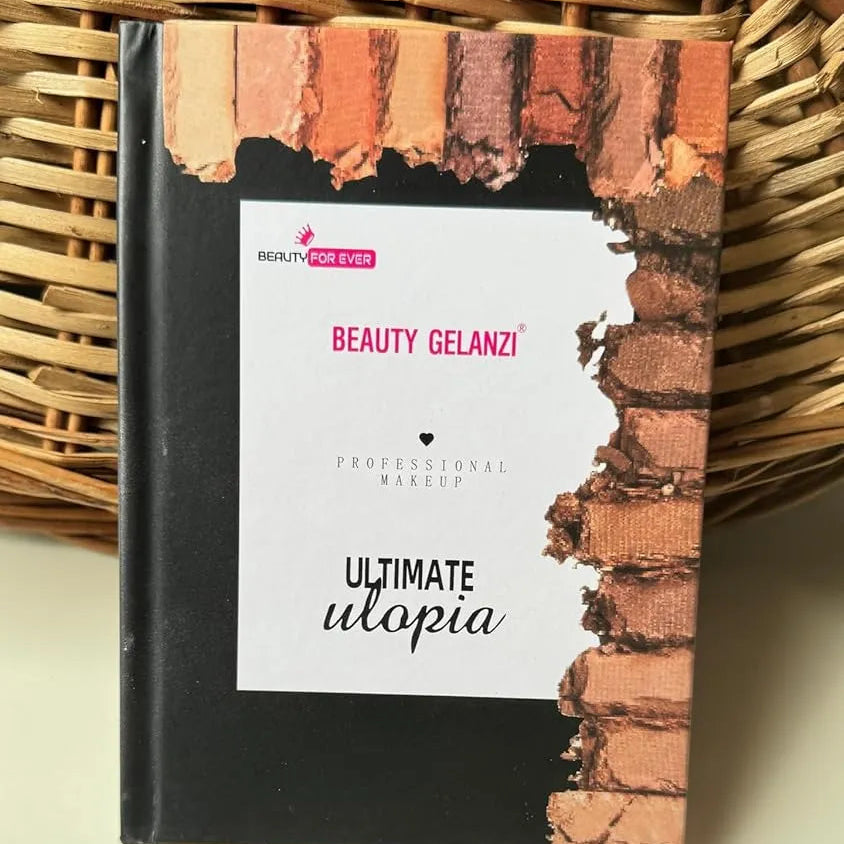 BEAUTY FOR EVER
BEAUTY GELANZI®
PROFESSIONAL
MAKEUP
ULTIMATE
utopia